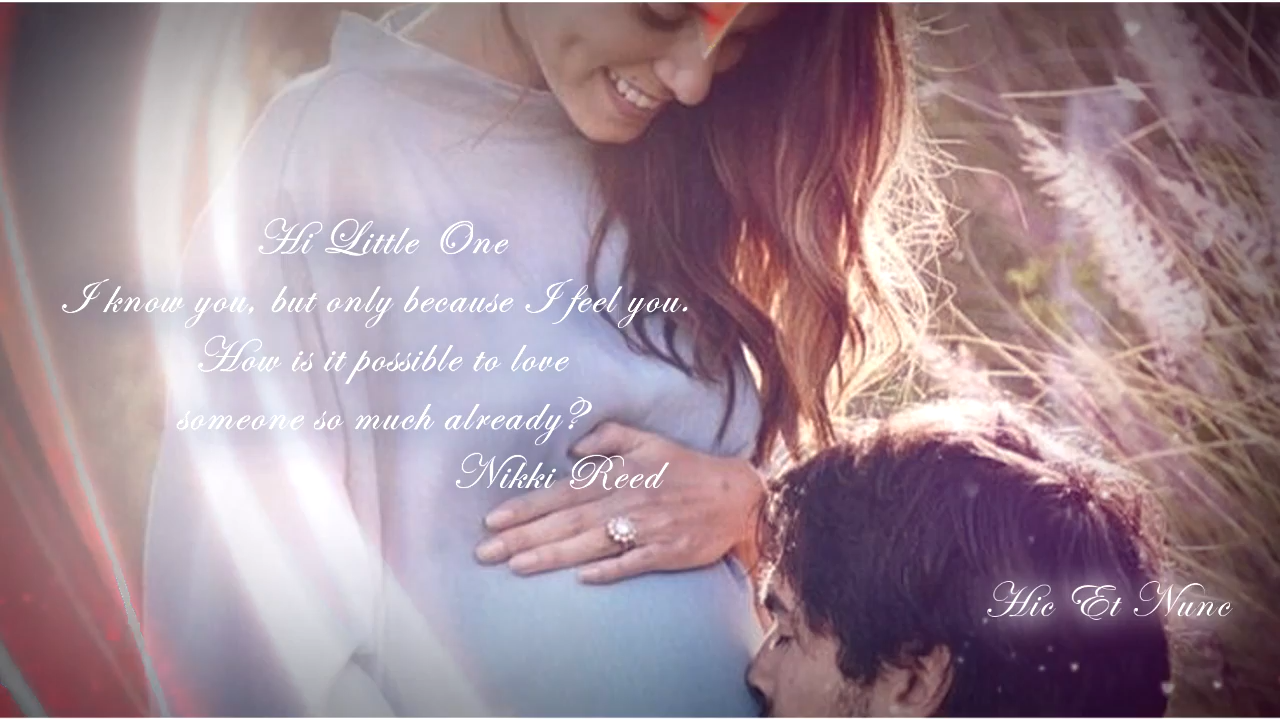 Hi Little One
I know you, but only because I feel you.
How is it possible to love
someone so much already?
Nikki Reed
Hic Et Nunc